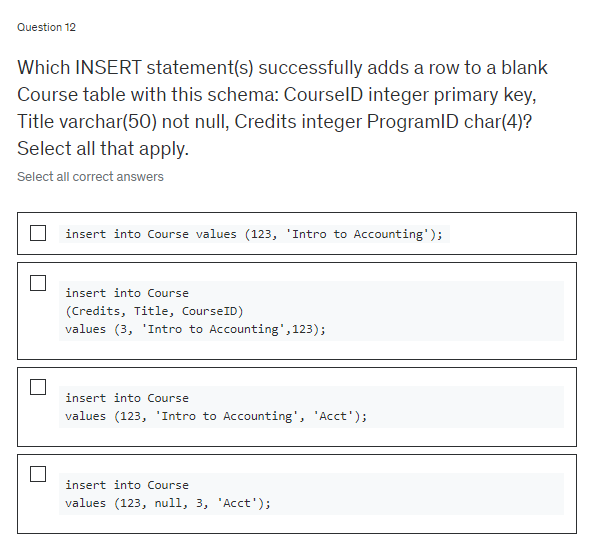 Question 12
Which INSERT statement(s) successfully adds a row to a blank
Course table with this schema: CourseID integer primary key,
Title varchar(50) not null, Credits integer ProgramID char(4)?
Select all that apply.
Select all correct answers
insert into Course values (123, 'Intro to Accounting');
insert into Course
(Credits, Title, CourseID)
values (3, 'Intro to Accounting',123);
insert into Course
values (123, 'Intro to Accounting', 'Acct');
insert into Course
values (123, null, 3, 'Acct');